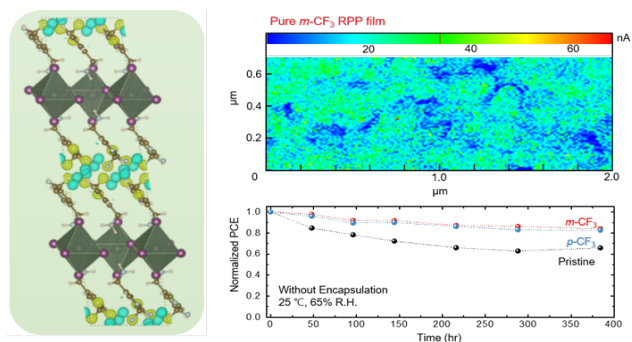 Pure m-CF₃ RPP film
nA
20
40
60
0.6
0.4
0.2
0
μm
1.0
2.0
μm
1.0
0.8
0.6
0.4
0.2
0.0
Normalized PCE
m-CF₃
p-CF₃
Pristine
Without Encapsulation
25 ℃, 65% R.H.
0
50
100
150
200
250
300
350
400
Time (hr)